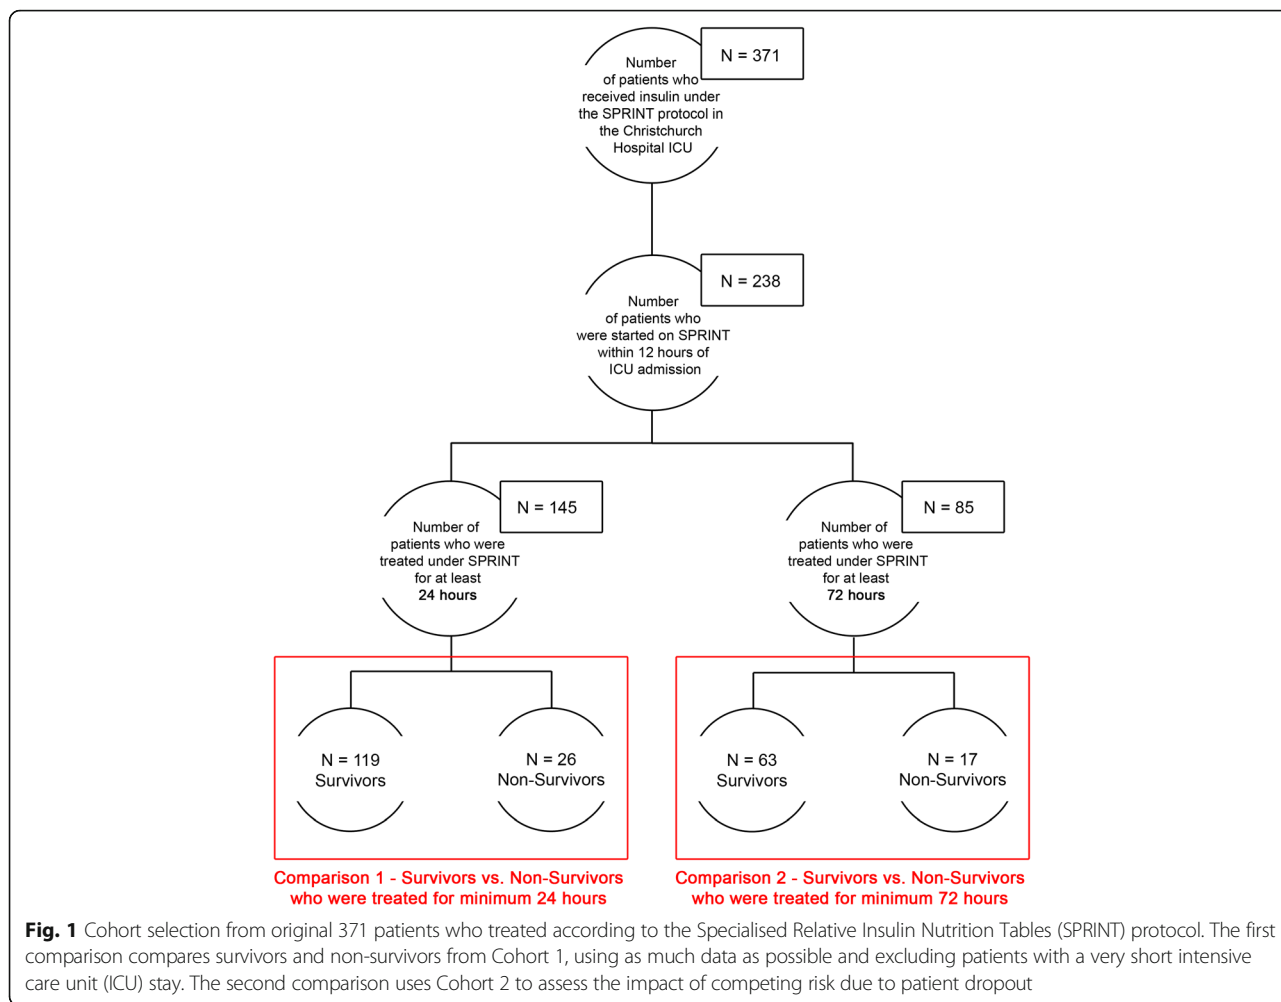 N = 371
Number
of patients who
received insulin under
the SPRINT protocol in
the Christchurch
Hospital ICU
N = 238
Number
of patients who
were started on SPRINT
within 12 hours of
ICU admission
N = 145
Number of
patients who were
treated under SPRINT
for at least
24 hours
N = 85
Number of
patients who were
treated under SPRINT
for at least
72 hours
N = 119
Survivors
N = 26
Non-Survivors
N = 63
Survivors
N = 17
Non-Survivors
Comparison 1 - Survivors vs. Non-Survivors
who were treated for minimum 24 hours
Comparison 2 - Survivors vs. Non-Survivors
who were treated for minimum 72 hours
Fig. 1 Cohort selection from original 371 patients who treated according to the Specialised Relative Insulin Nutrition Tables (SPRINT) protocol. The first
comparison compares survivors and non-survivors from Cohort 1, using as much data as possible and excluding patients with a very short intensive
care unit (ICU) stay. The second comparison uses Cohort 2 to assess the impact of competing risk due to patient dropout